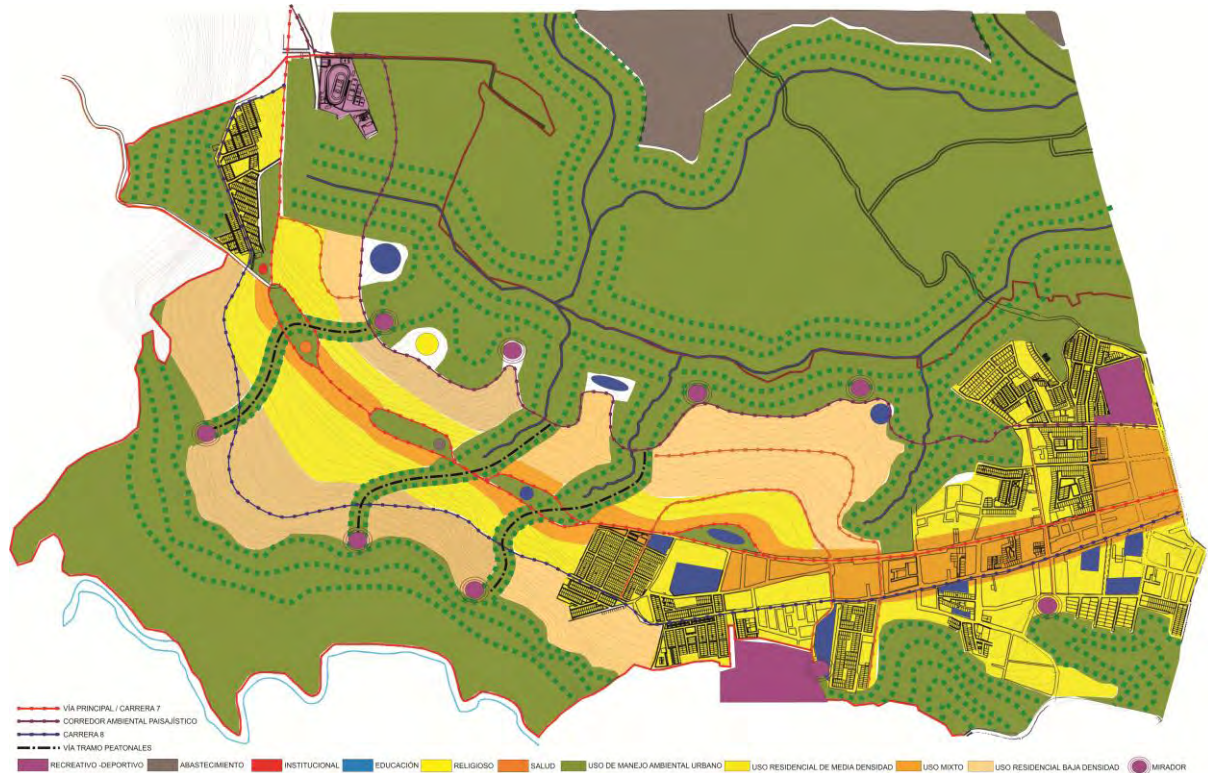 VÍA PRINCIPAL / CARRERA 7
CORREDOR AMBIENTAL PAISAJÍSTICO
CARRERA 8
VÍA TRAMO PEATONALES
RECREATIVO -DEPORTIVO ABASTECIMIENTO INSTITUCIONAL EDUCACIÓN RELIGIOSO SALUD USO DE MANEJO AMBIENTAL URBANO USO RESIDENCIAL DE MEDIA DENSIDAD USO MIXTO USO RESIDENCIAL BAJA DENSIDAD MIRADOR